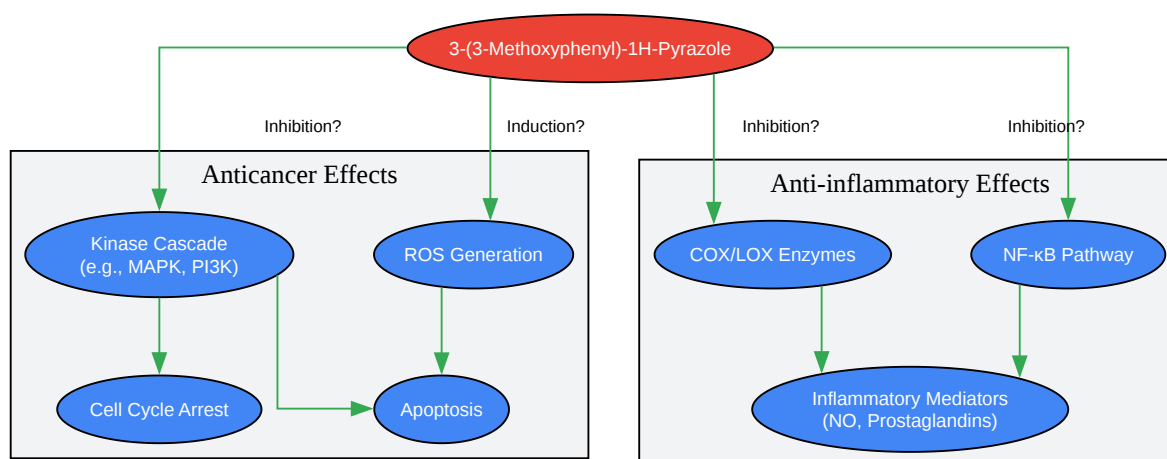 3-(3-Methoxyphenyl)-1H-Pyrazole
Inhibition?
Induction?
Inhibition?
Inhibition?
Anticancer Effects
Anti-inflammatory Effects
Kinase Cascade
(e.g., MAPK, PI3K)
ROS Generation
COX/LOX Enzymes
NF-κB Pathway
Cell Cycle Arrest
Apoptosis
Inflammatory Mediators
(NO, Prostaglandins)